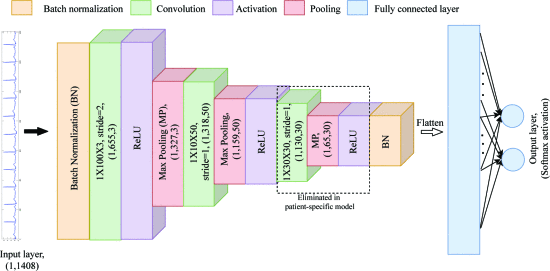 Batch normalization
Convolution
Activation
Pooling
Fully connected layer
Input layer,
(1,1408)
Batch Normalization (BN)
1X100X3, stride=2,
(1,655,3)
ReLU
Max Pooling (MP),
(1,327,3)
1X10X50,
stride=1, (1,318,50)
Max Pooling,
(1,159,50)
ReLU
1X30X30, stride=1,
(1,130,30)
MP,
(1,65,30)
ReLU
BN
Eliminated in
patient-specific model
Flatten
Output layer,
(Softmax activation)